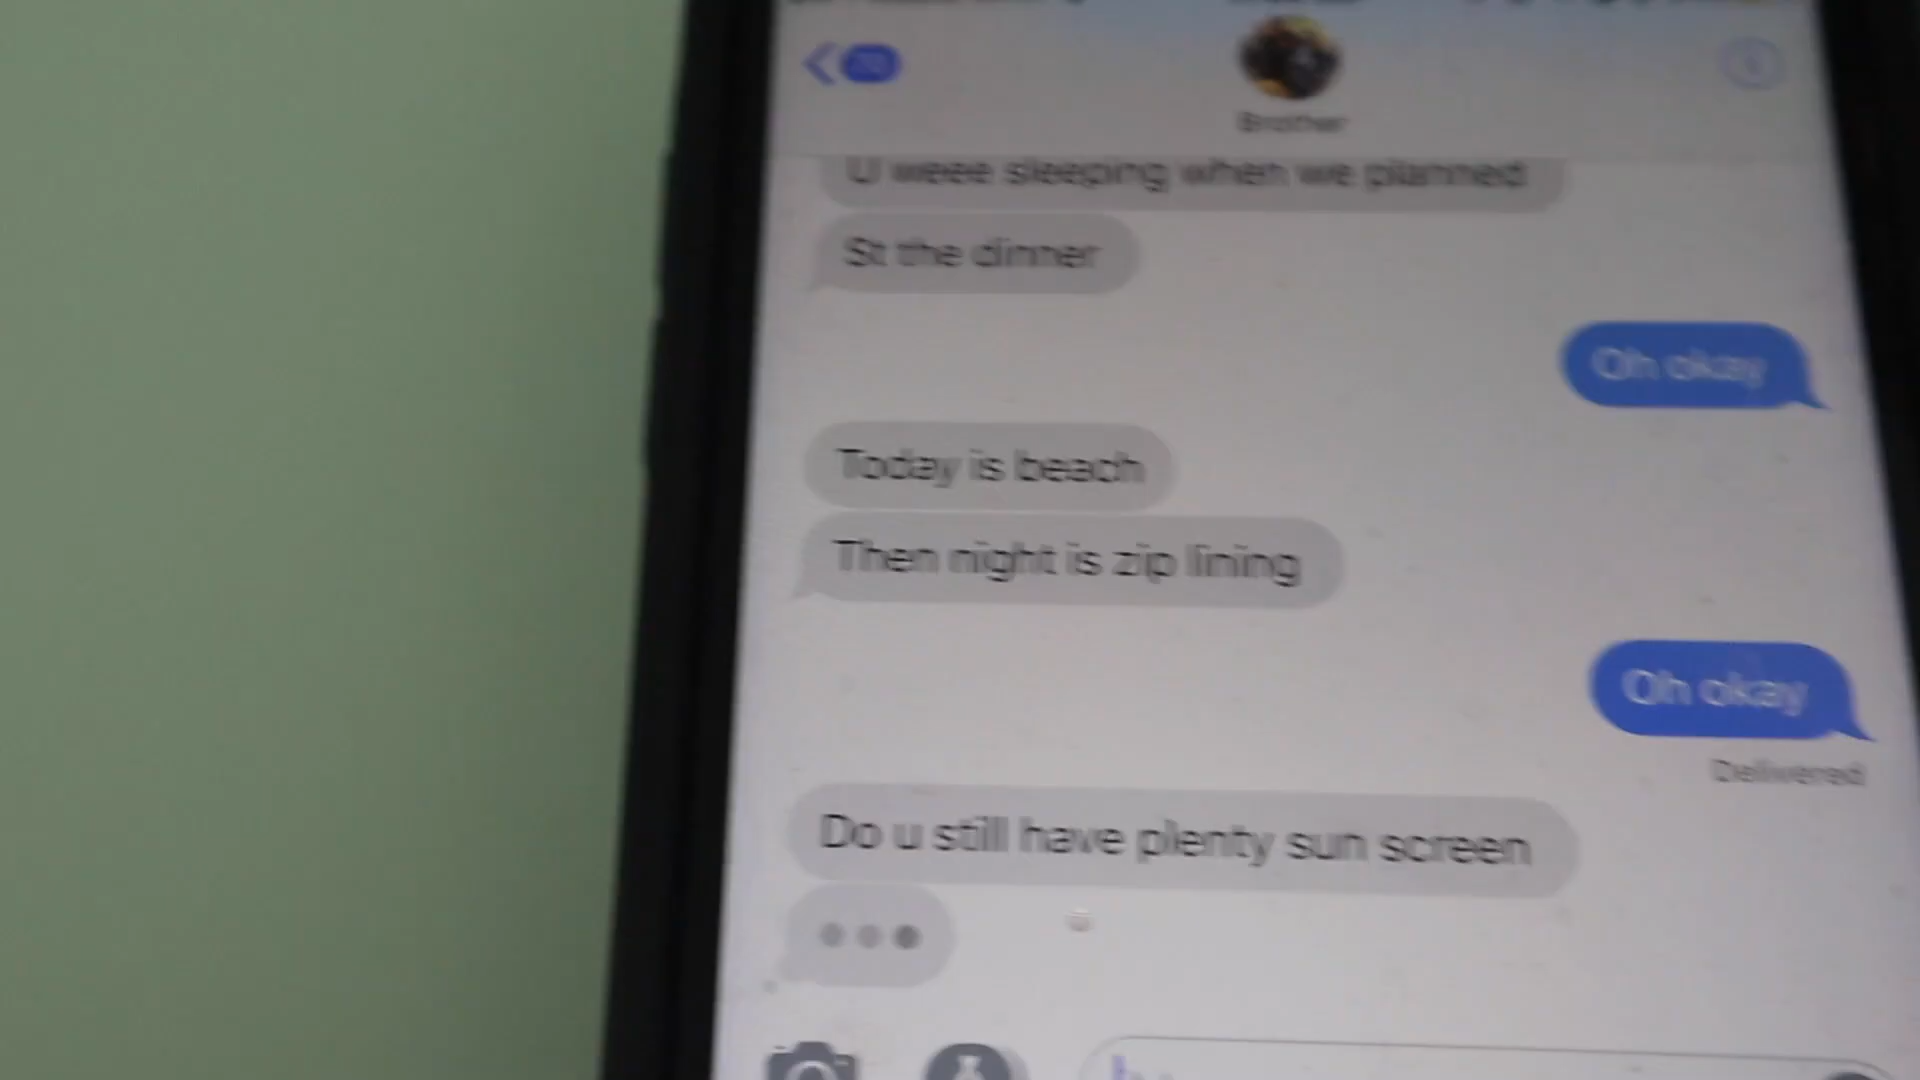 Brother
U weee sleeping when we planned
St the dinner
Oh okay
Today is beach
Then night is zip lining
Oh okay
Delivered
Do u still have plenty sun screen